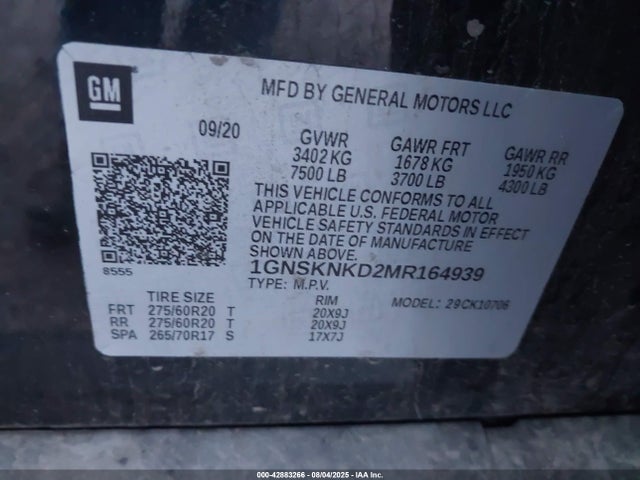 GM
MFD BY GENERAL MOTORS LLC
09/20
GVWR GAWR FRT GAWR RR
3402 KG 1678 KG 1950 KG
7500 LB 3700 LB 4300 LB
THIS VEHICLE CONFORMS TO ALL
APPLICABLE U.S. FEDERAL MOTOR
VEHICLE SAFETY STANDARDS IN EFFECT
ON THE DATE OF MANUFACTURE
SHOWN ABOVE.
8555
1GNSKNKD2MR164939
TYPE: M.P.V. MODEL: 29CK10706
TIRE SIZE RIM
FRT 275/60R20 T 20X9J
RR 275/60R20 T 20X9J
SPA 265/70R17 S 17X7J
000-42883266 - 08/04/2025 - IAA Inc.